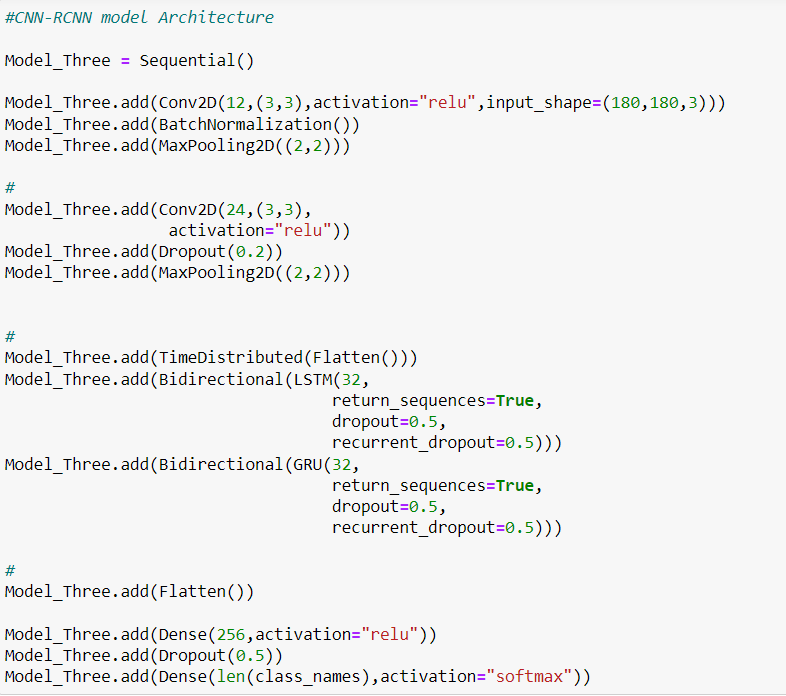 #CNN-RCNN model Architecture
Model_Three = Sequential()
Model_Three.add(Conv2D(12,(3,3),activation="relu",input_shape=(180,180,3)))
Model_Three.add(BatchNormalization())
Model_Three.add(MaxPooling2D((2,2)))
#
Model_Three.add(Conv2D(24,(3,3),
activation="relu"))
Model_Three.add(Dropout(0.2))
Model_Three.add(MaxPooling2D((2,2)))
#
Model_Three.add(TimeDistributed(Flatten()))
Model_Three.add(Bidirectional(LSTM(32,
return_sequences=True,
dropout=0.5,
recurrent_dropout=0.5)))
Model_Three.add(Bidirectional(GRU(32,
return_sequences=True,
dropout=0.5,
recurrent_dropout=0.5)))
#
Model_Three.add(Flatten())
Model_Three.add(Dense(256,activation="relu"))
Model_Three.add(Dropout(0.5))
Model_Three.add(Dense(len(class_names),activation="softmax"))